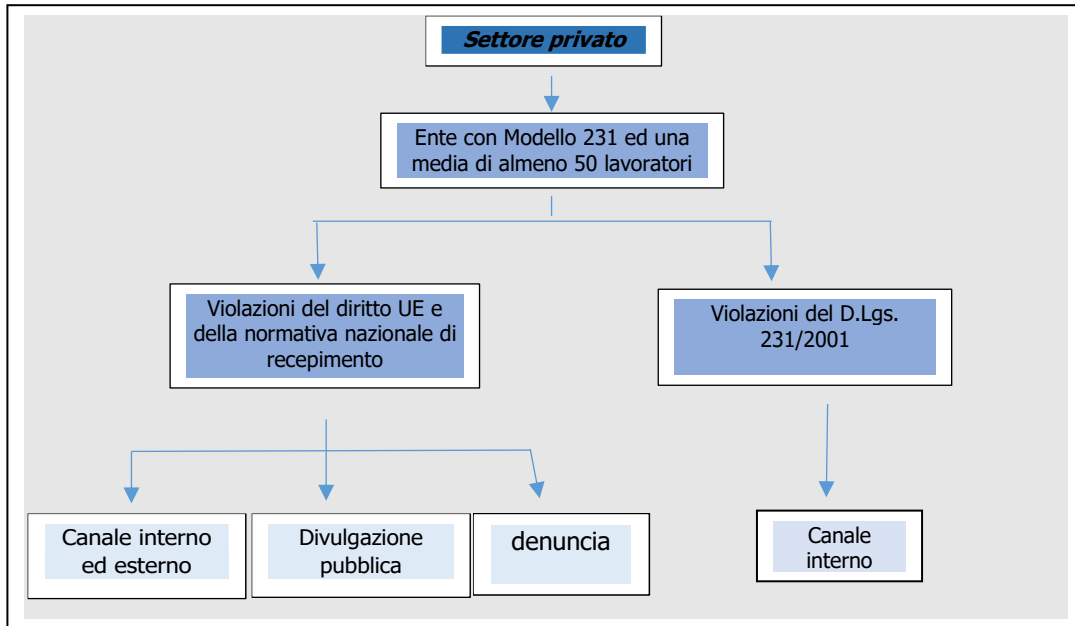 Settore privato
Ente con Modello 231 ed una
media di almeno 50 lavoratori
Violazioni del diritto UE e
della normativa nazionale di
recepimento
Violazioni del D.Lgs.
231/2001
Canale interno
ed esterno
Divulgazione
pubblica
denuncia
Canale
interno